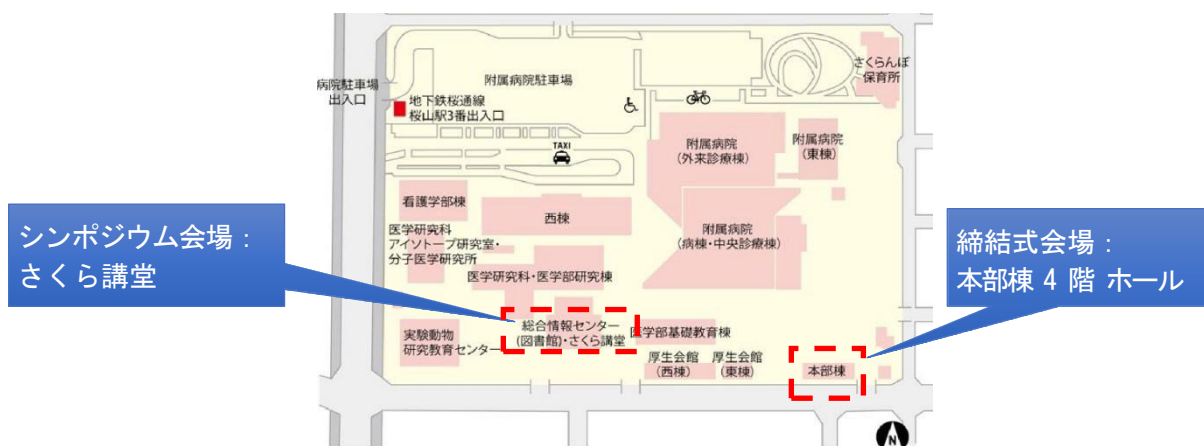 病院駐車場
出入口
地下鉄桜通線
桜山駅3番出入口
附属病院駐車場
さくらんぼ
保育所
TAXI
附属病院
(外来診療棟)
附属病院
(東棟)
看護学部棟
西棟
附属病院
(病棟・中央診療棟)
医学研究科
アイソトープ研究室・
分子医学研究所
医学研究科・医学部研究棟
シンポジウム会場：
さくら講堂
締結式会場：
本部棟 4 階 ホール
実験動物
研究教育センター
総合情報センター
(図書館)・さくら講堂
医学部基礎教育棟
厚生会館
(西棟)
厚生会館
(東棟)
本部棟
N